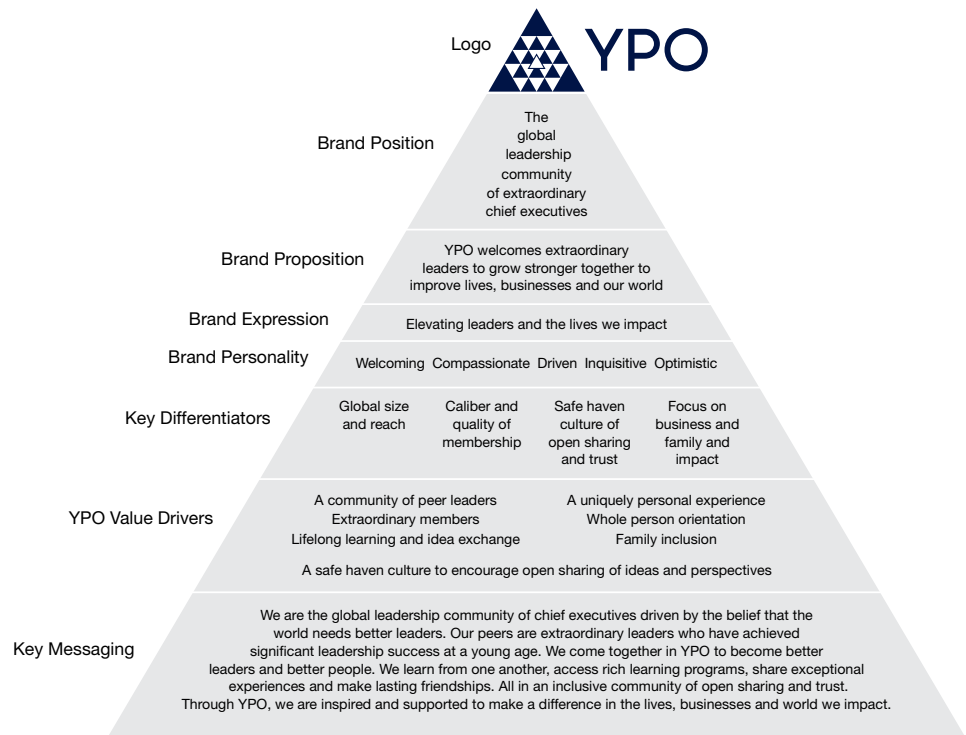 Logo
YPO
Brand Position
The
global
leadership
community
of extraordinary
chief executives
Brand Proposition
YPO welcomes extraordinary
leaders to grow stronger together to
improve lives, businesses and our world
Brand Expression
Elevating leaders and the lives we impact
Brand Personality
Welcoming Compassionate Driven Inquisitive Optimistic
Key Differentiators
Global size
and reach
Caliber and
quality of
membership
Safe haven
culture of
open sharing
and trust
Focus on
business and
family and
impact
YPO Value Drivers
A community of peer leaders
Extraordinary members
Lifelong learning and idea exchange
A uniquely personal experience
Whole person orientation
Family inclusion
A safe haven culture to encourage open sharing of ideas and perspectives
Key Messaging
We are the global leadership community of chief executives driven by the belief that the
world needs better leaders. Our peers are extraordinary leaders who have achieved
significant leadership success at a young age. We come together in YPO to become better
leaders and better people. We learn from one another, access rich learning programs, share exceptional
experiences and make lasting friendships. All in an inclusive community of open sharing and trust.
Through YPO, we are inspired and supported to make a difference in the lives, businesses and world we impact.